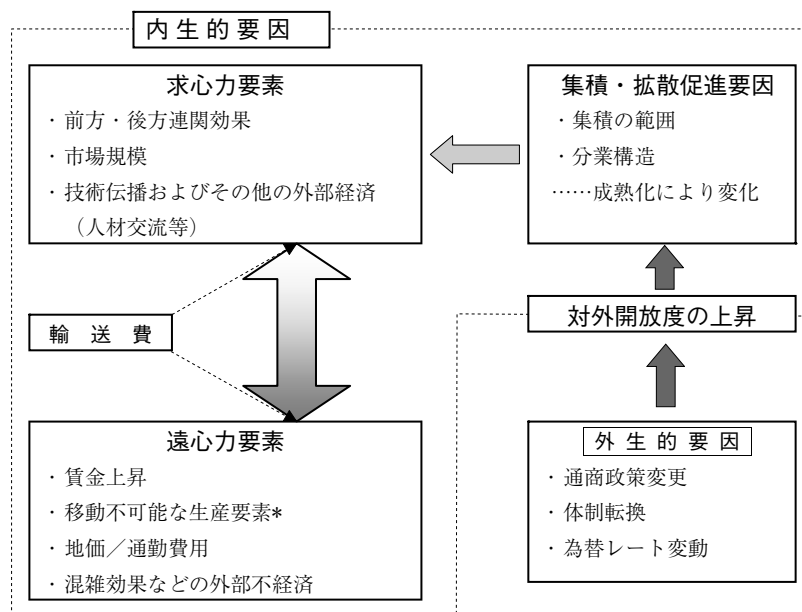 内生的要因
求心力要素
・前方・後方連関効果
・市場規模
・技術伝播およびその他の外部経済
（人材交流等）
集積・拡散促進要因
・集積の範囲
・分業構造
……成熟化により変化
輸送費
対外開放度の上昇
遠心力要素
・賃金上昇
・移動不可能な生産要素*
・地価／通勤費用
・混雑効果などの外部不経済
外生的要因
・通商政策変更
・体制転換
・為替レート変動